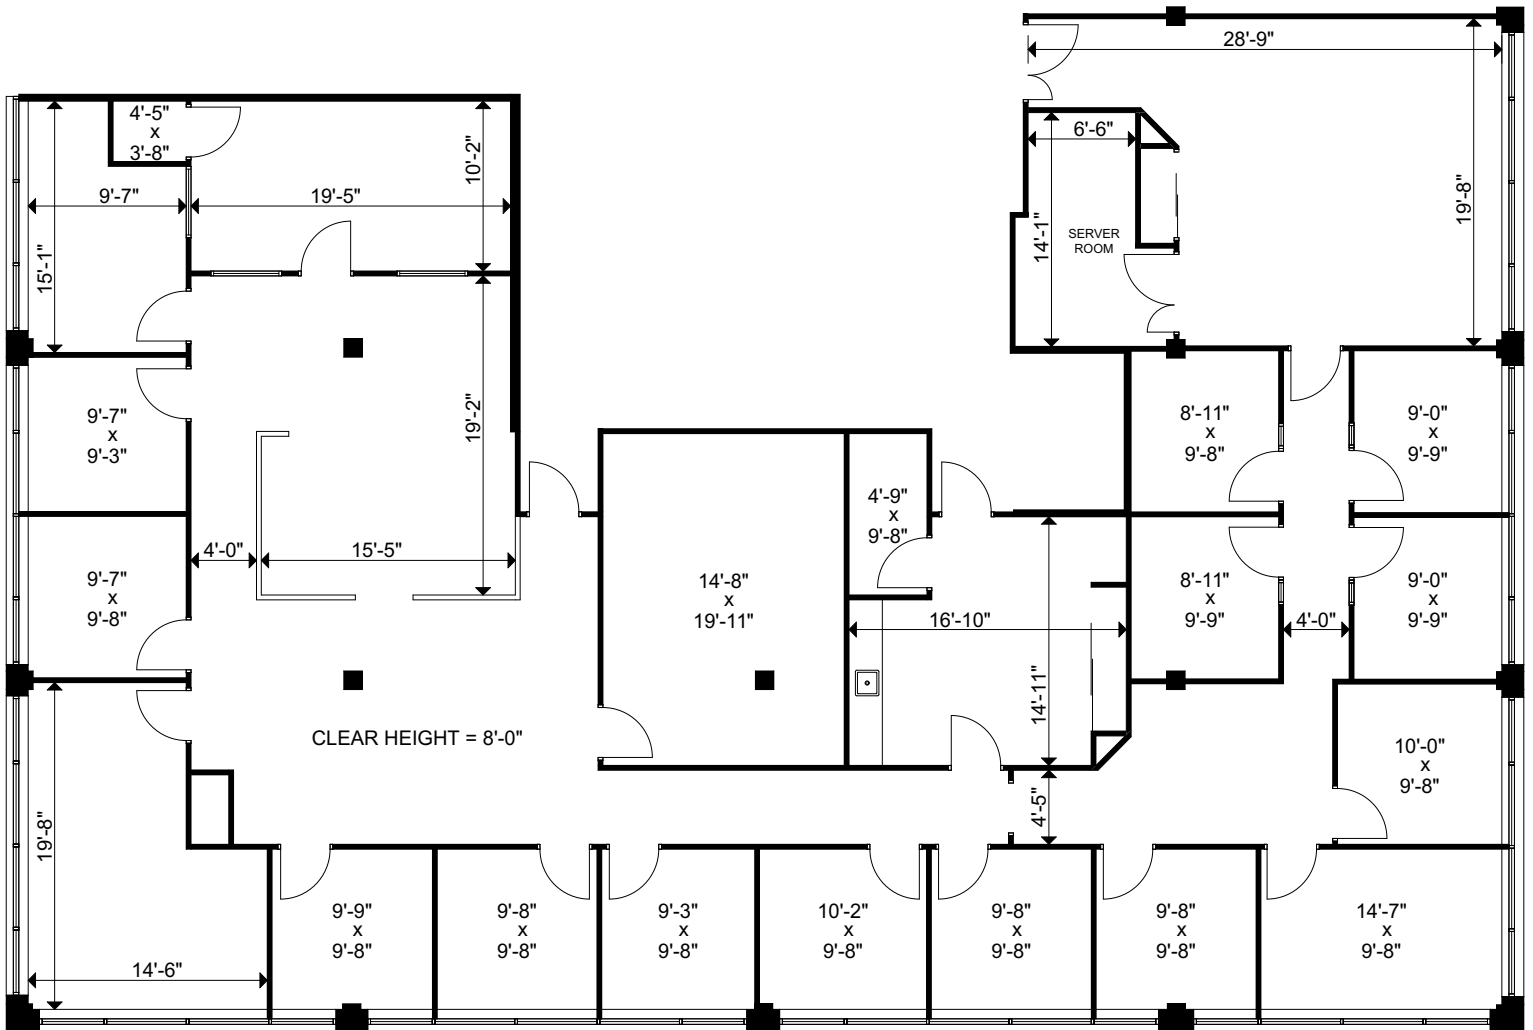 28'-9"
4'-5"
x
3'-8"
10'-2"
6'-6"
9'-7"
19'-5"
19'-8"
15'-1"
14'-1"
SERVER
ROOM
9'-7"
x
9'-3"
19'-2"
8'-11"
x
9'-8"
9'-0"
x
9'-9"
4'-9"
x
9'-8"
4'-0"
15'-5"
9'-7"
x
9'-8"
14'-8"
x
19'-11"
16'-10"
8'-11"
x
9'-9"
4'-0"
9'-0"
x
9'-9"
14'-11"
CLEAR HEIGHT = 8'-0"
10'-0"
x
9'-8"
4'-5"
19'-8"
14'-6"
9'-9"
x
9'-8"
9'-8"
x
9'-8"
9'-3"
x
9'-8"
10'-2"
x
9'-8"
9'-8"
x
9'-8"
9'-8"
x
9'-8"
14'-7"
x
9'-8"